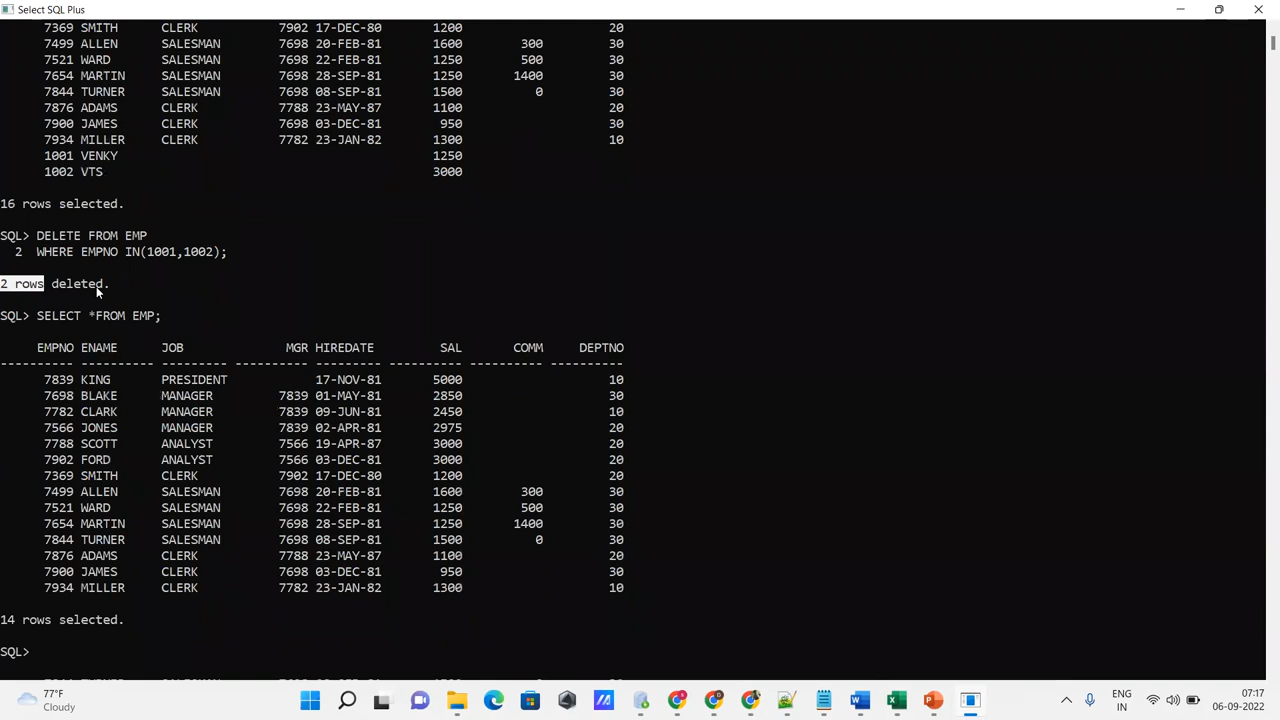 Select SQL Plus
7369 SMITH CLERK 7902 17-DEC-80 1200 20
7499 ALLEN SALESMAN 7698 20-FEB-81 1600 300 30
7521 WARD SALESMAN 7698 22-FEB-81 1250 500 30
7654 MARTIN SALESMAN 7698 28-SEP-81 1250 1400 30
7844 TURNER SALESMAN 7698 08-SEP-81 1500 0 30
7876 ADAMS CLERK 7788 23-MAY-87 1100 20
7900 JAMES CLERK 7698 03-DEC-81 950 30
7934 MILLER CLERK 7782 23-JAN-82 1300 10
1001 VENKY 1250
1002 VTS 3000
16 rows selected.
SQL> DELETE FROM EMP
2 WHERE EMPNO IN(1001,1002);
2 rows deleted.
SQL> SELECT *FROM EMP;
EMPNO ENAME JOB MGR HIREDATE SAL COMM DEPTNO
---------- ---------- --------- ---------- --------- ---------- ---------- ----------
7839 KING PRESIDENT 17-NOV-81 5000 10
7698 BLAKE MANAGER 7839 01-MAY-81 2850 30
7782 CLARK MANAGER 7839 09-JUN-81 2450 10
7566 JONES MANAGER 7839 02-APR-81 2975 20
7788 SCOTT ANALYST 7566 19-APR-87 3000 20
7902 FORD ANALYST 7566 03-DEC-81 3000 20
7369 SMITH CLERK 7902 17-DEC-80 1200 20
7499 ALLEN SALESMAN 7698 20-FEB-81 1600 300 30
7521 WARD SALESMAN 7698 22-FEB-81 1250 500 30
7654 MARTIN SALESMAN 7698 28-SEP-81 1250 1400 30
7844 TURNER SALESMAN 7698 08-SEP-81 1500 0 30
7876 ADAMS CLERK 7788 23-MAY-87 1100 20
7900 JAMES CLERK 7698 03-DEC-81 950 30
7934 MILLER CLERK 7782 23-JAN-82 1300 10
14 rows selected.
SQL>
77°F
Cloudy
ENG
IN
07:17
06-09-2022